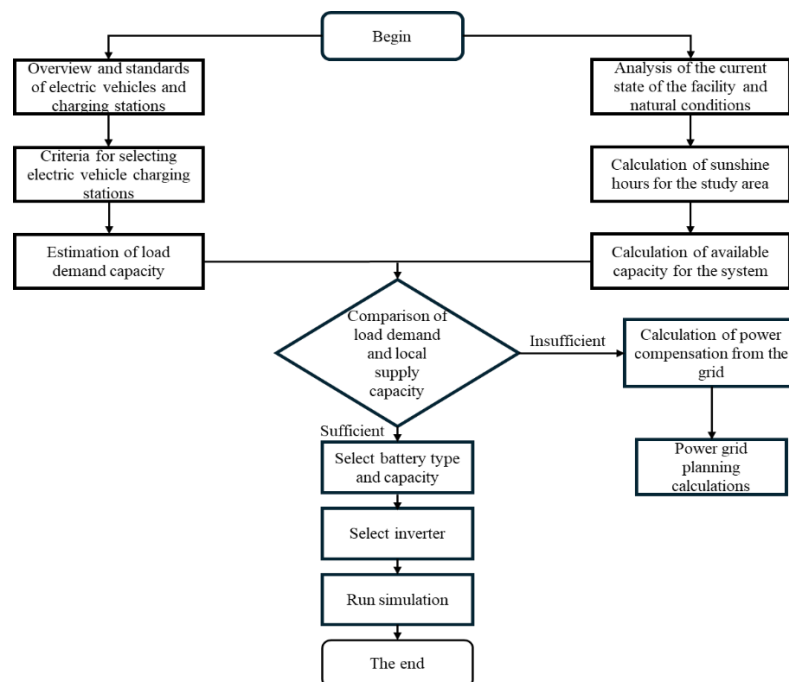 Begin
Overview and standards
of electric vehicles and
charging stations
Analysis of the current
state of the facility and
natural conditions
Criteria for selecting
electric vehicle charging
stations
Calculation of sunshine
hours for the study area
Estimation of load
demand capacity
Calculation of available
capacity for the system
Comparison of
load demand
and local
supply
capacity
Insufficient
Calculation of power
compensation from the
grid
Sufficient
Select battery type
and capacity
Power grid
planning
calculations
Select inverter
Run simulation
The end